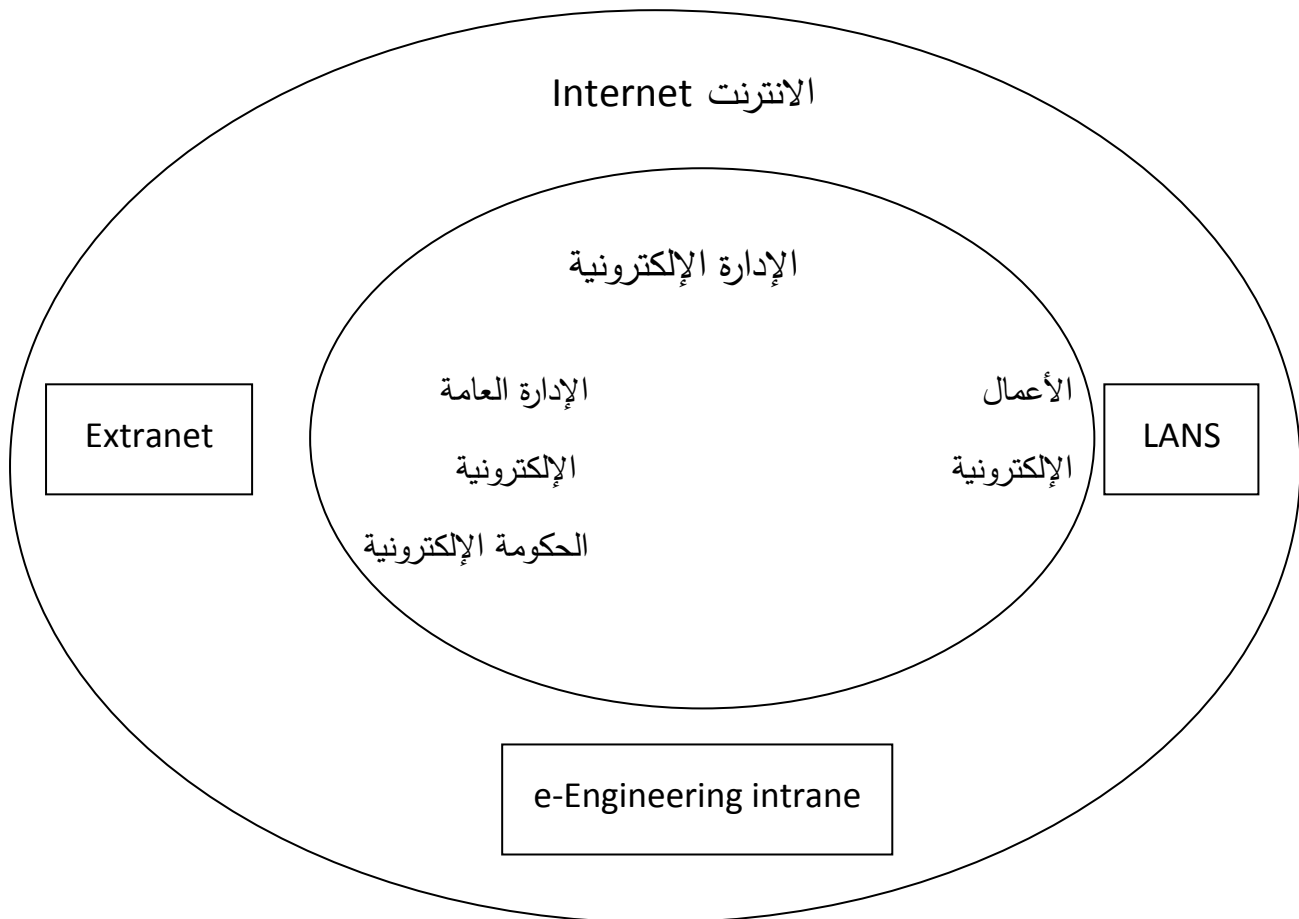 الانترنت Internet
الإدارة الإلكترونية
الأعمال
الإلكترونية
الإدارة العامة
الإلكترونية
الحكومة الإلكترونية
LANS
Extranet
e-Engineering intrane